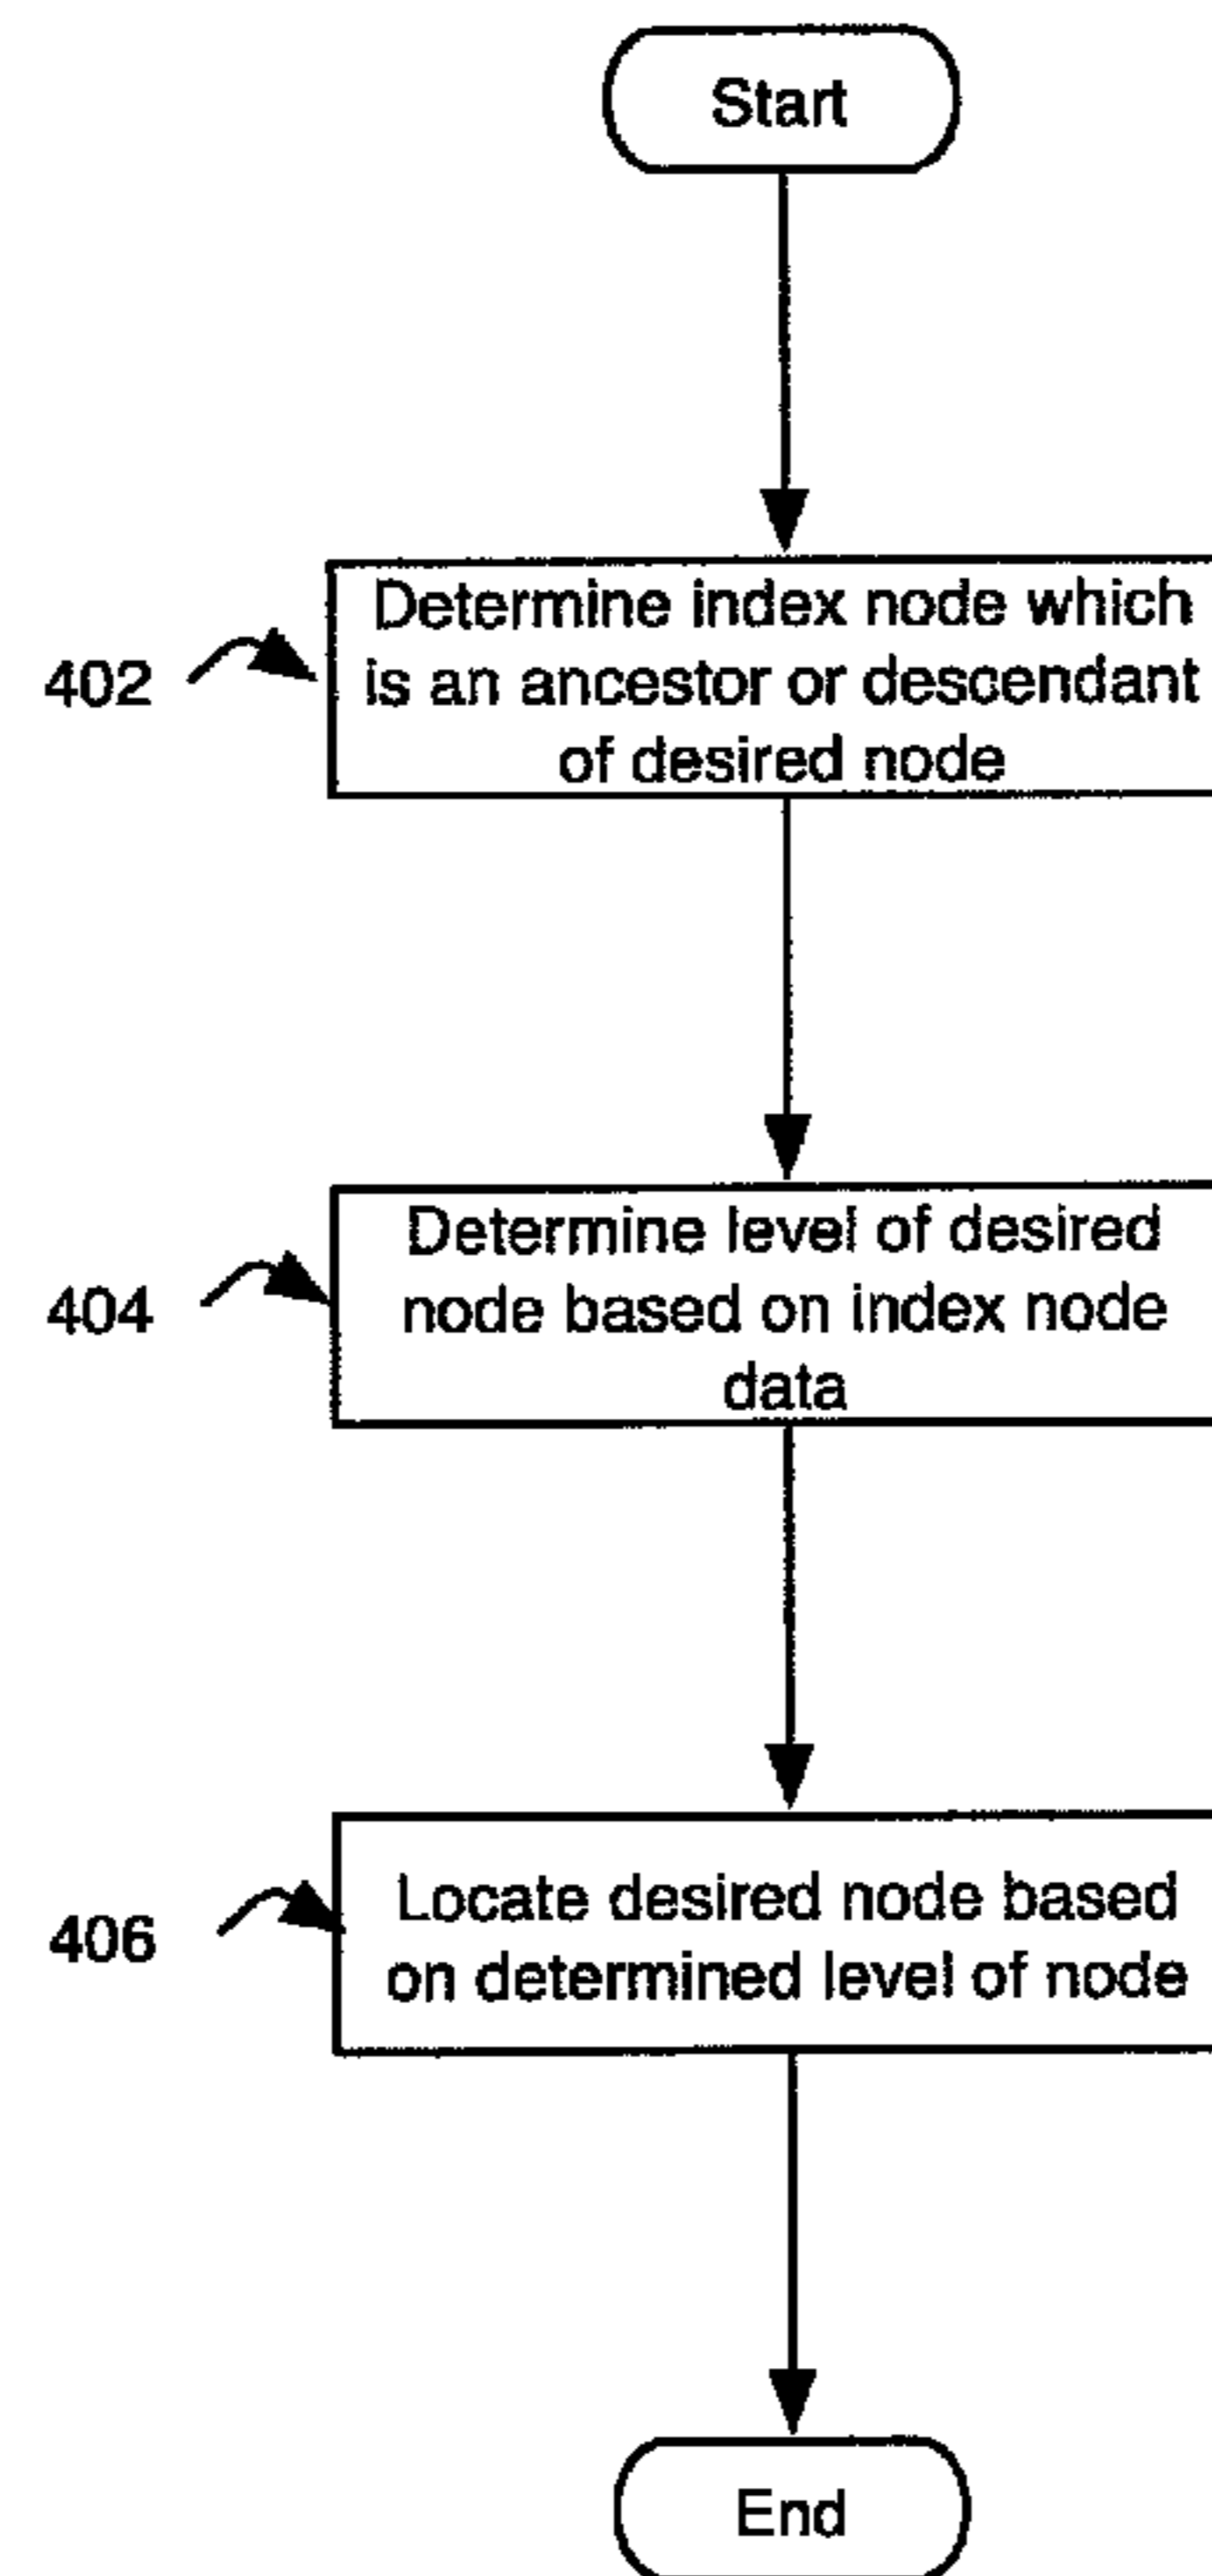 Start
402
Determine index node which
is an ancestor or descendant
of desired node
404
Determine level of desired
node based on index node
data
406
Locate desired node based
on determined level of node
End